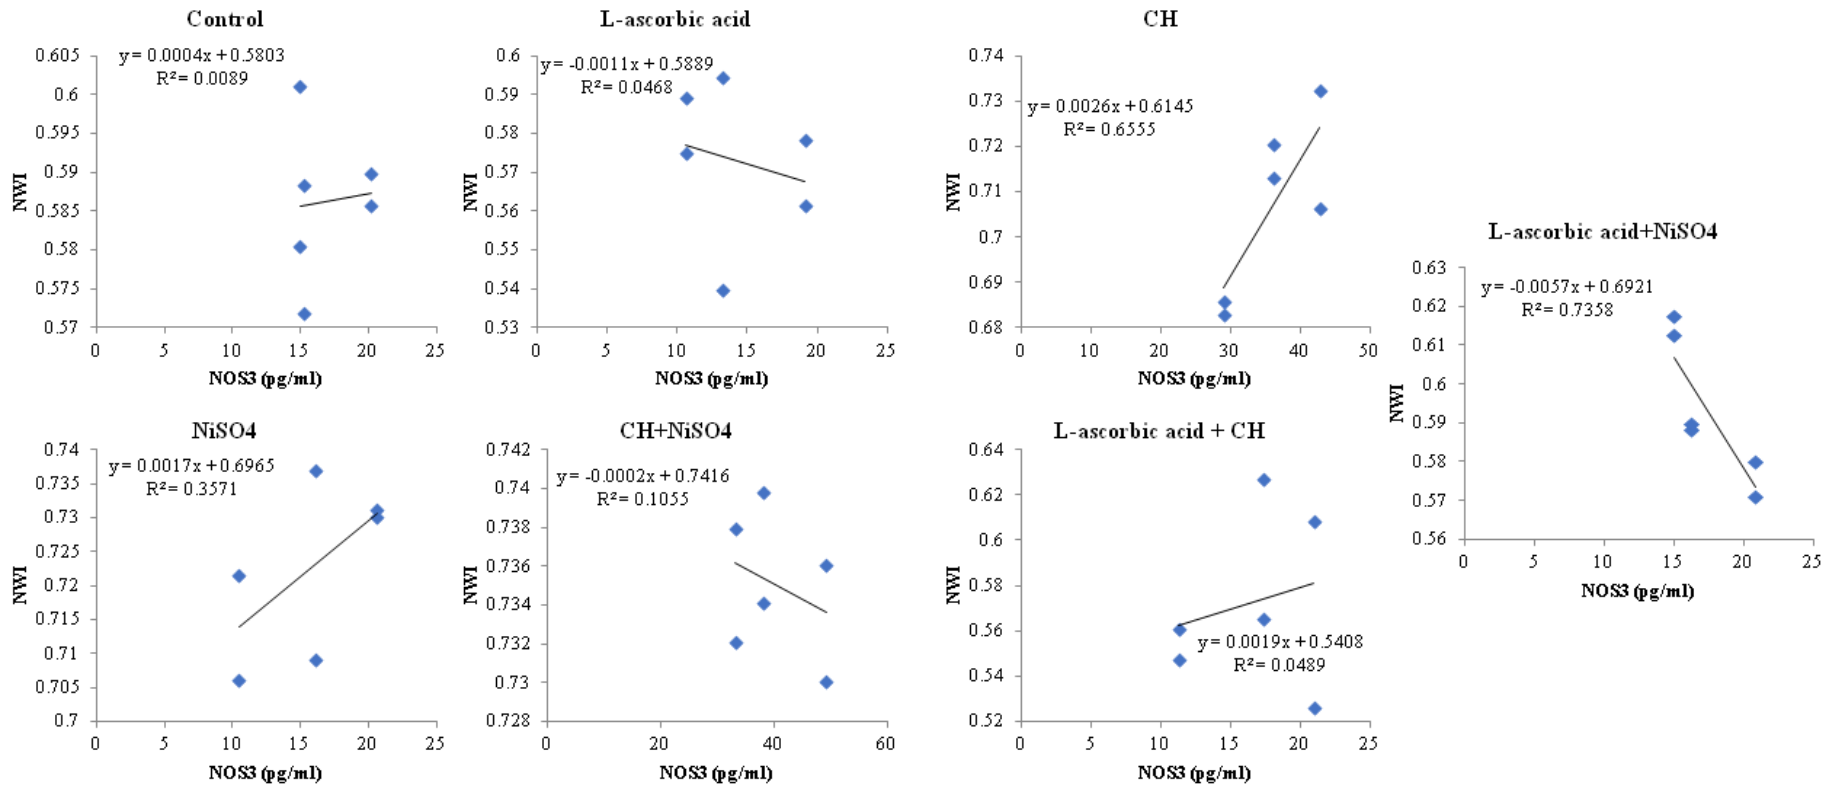 Control
y = 0.0004x + 0.5803
R² = 0.0089
0.605
0.6
0.595
0.59
0.585
0.58
0.575
0.57
NWI
0 5 10 15 20 25
NOS3 (pg/ml)
L-ascorbic acid
y = -0.0011x + 0.5889
R² = 0.0468
0.6
0.59
0.58
0.57
0.56
0.55
0.54
0.53
NWI
0 5 10 15 20 25
NOS3 (pg/ml)
CH
y = 0.0026x + 0.6145
R² = 0.6555
0.74
0.73
0.72
0.71
0.7
0.69
0.68
NWI
0 10 20 30 40 50
NOS3 (pg/ml)
L-ascorbic acid+NiSO4
y = -0.0057x + 0.6921
R² = 0.7358
0.63
0.62
0.61
0.6
0.59
0.58
0.57
0.56
NWI
0 5 10 15 20 25
NOS3 (pg/ml)
NiSO4
y = 0.0017x + 0.6965
R² = 0.3571
0.74
0.735
0.73
0.725
0.72
0.715
0.71
0.705
0.7
NWI
0 5 10 15 20 25
NOS3 (pg/ml)
CH+NiSO4
y = -0.0002x + 0.7416
R² = 0.1055
0.742
0.74
0.738
0.736
0.734
0.732
0.73
0.728
NWI
0 20 40 60
NOS3 (pg/ml)
L-ascorbic acid + CH
0.64
0.62
0.6
0.58
0.56
0.54
0.52
NWI
y = 0.0019x + 0.5408
R² = 0.0489
0 5 10 15 20 25
NOS3 (pg/ml)